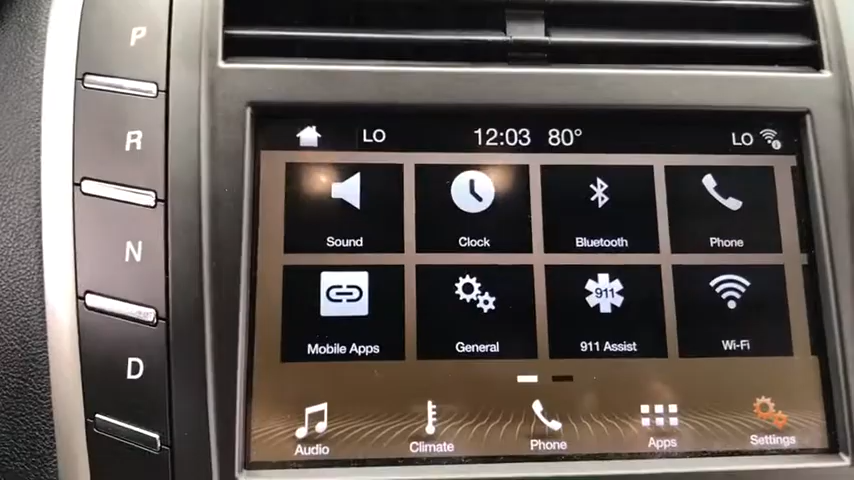 P
R
N
D
LO 12:03 80° LO
Sound Clock Bluetooth Phone
911
Mobile Apps General 911 Assist Wi-Fi
Audio Climate Phone Apps Settings